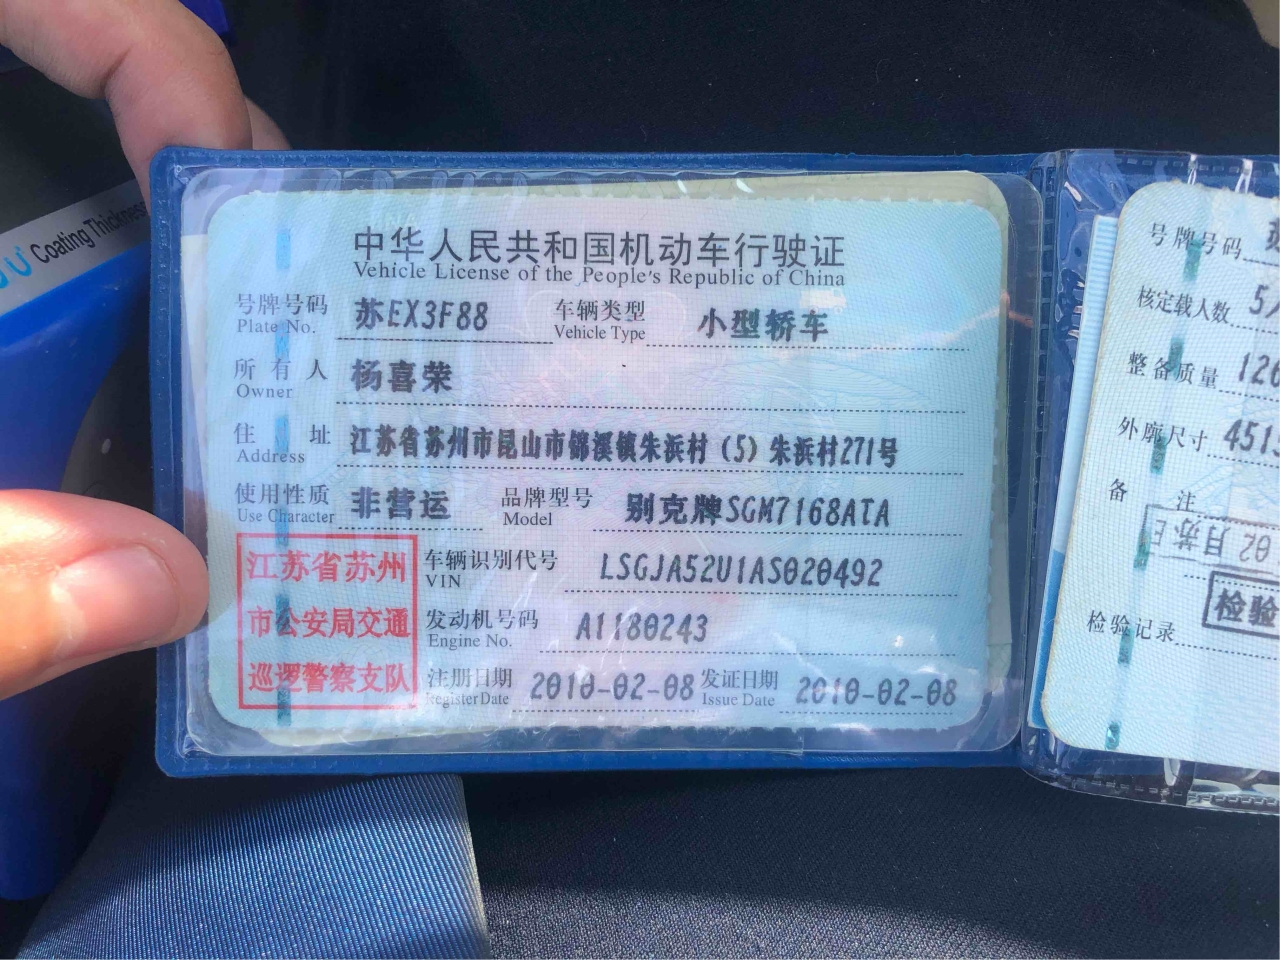 Coating Thickness
中华人民共和国机动车行驶证
Vehicle License of the People's Republic of China
号牌号码 苏EX3F88 车辆类型 小型轿车
Plate No. Vehicle Type
所有人 杨喜荣
Owner
住址 江苏省苏州市昆山市锦溪镇朱浜村（5）朱浜村271号
Address
使用性质 非营运 品牌型号 别克牌SGM7168ATA
Use Character Model
江苏省苏州
市公安局交通
巡逻警察支队
车辆识别代号 LSGJA52U1AS020492
VIN
发动机号码 A1180243
Engine No.
注册日期 2010-02-08 发证日期 2010-02-08
Register Date Issue Date
号牌号码
核定载人数 5
整备质量 126
外廓尺寸 451
备注
02月苏E
检验记录
检验